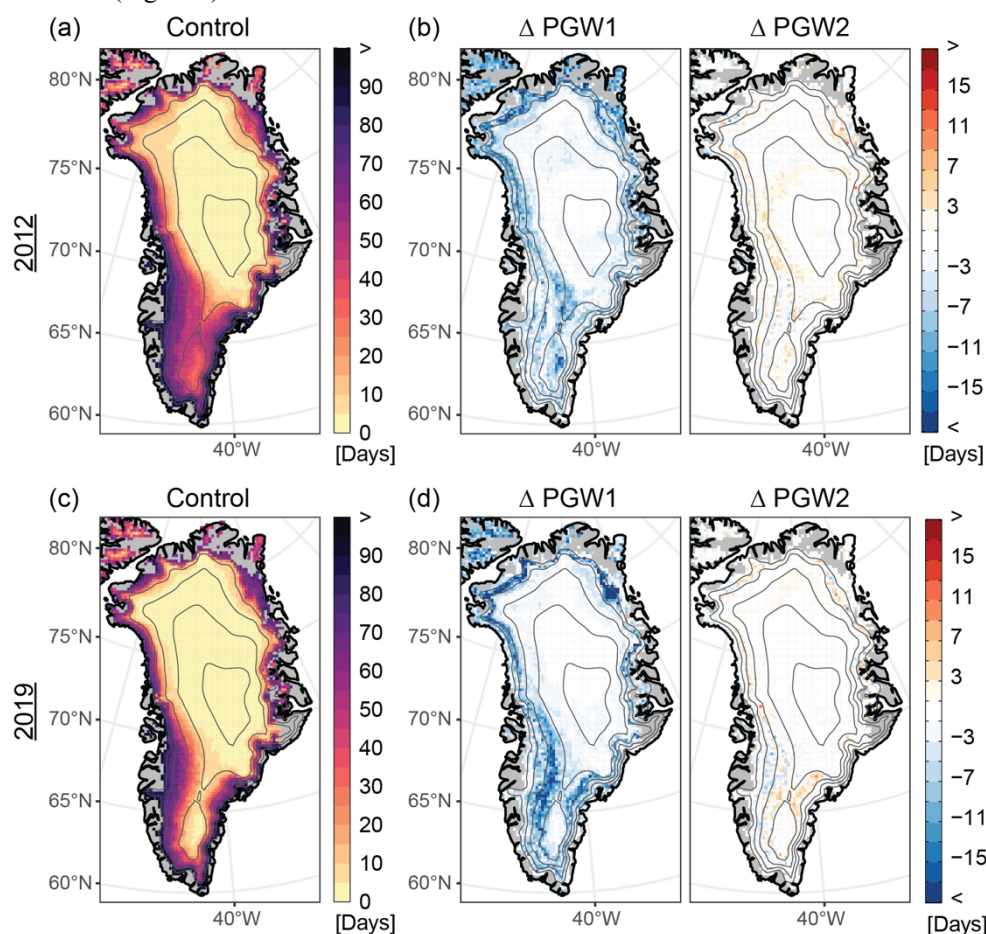 (a) Control
(b) Δ PGW1 Δ PGW2
2012
80°N
75°N
70°N
65°N
60°N
40°W
>
90
80
70
60
50
40
30
20
10
0
[Days]
40°W
40°W
>
15
11
7
3
−3
−7
−11
−15
<
[Days]
(c) Control
(d) Δ PGW1 Δ PGW2
2019
80°N
75°N
70°N
65°N
60°N
40°W
>
90
80
70
60
50
40
30
20
10
0
[Days]
40°W
40°W
>
15
11
7
3
−3
−7
−11
−15
<
[Days]